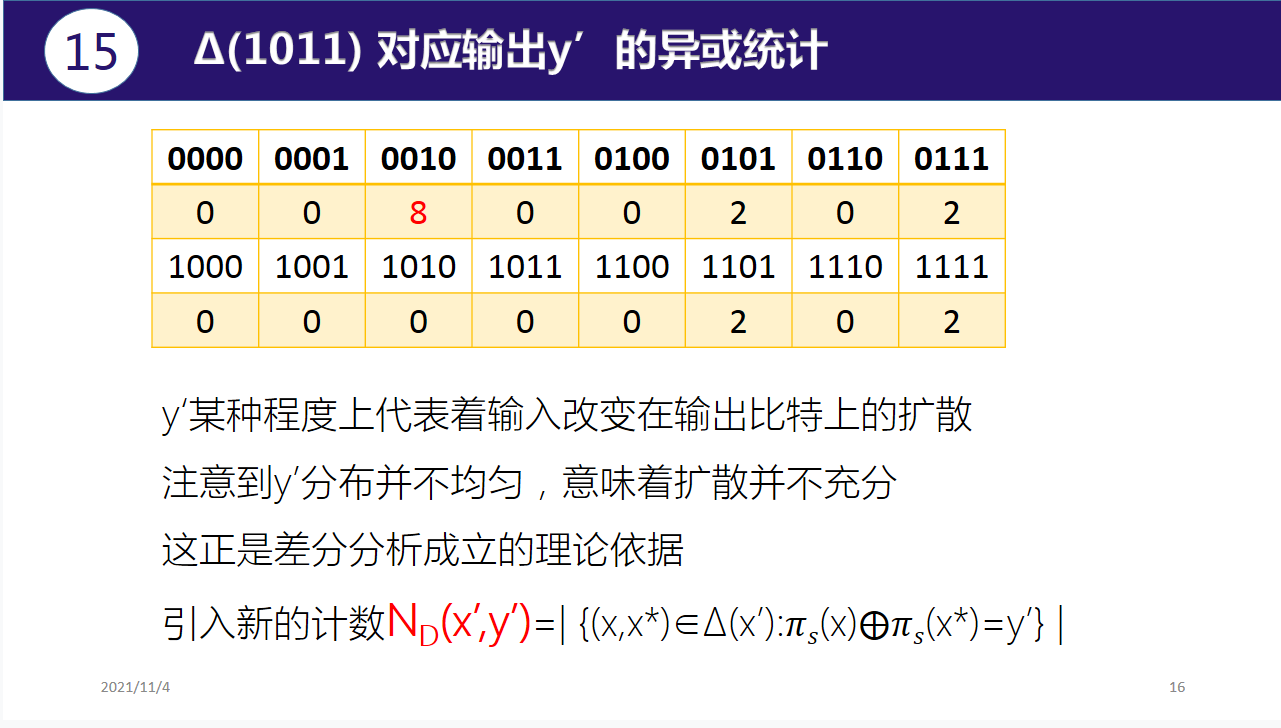 15
Δ(1011) 对应输出y′ 的异或统计
0000 0001 0010 0011 0100 0101 0110 0111
0 0 8 0 0 2 0 2
1000 1001 1010 1011 1100 1101 1110 1111
0 0 0 0 0 2 0 2
y′某种程度上代表着输入改变在输出比特上的扩散
注意到y′分布并不均匀，意味着扩散并不充分
这正是差分分析成立的理论依据
引入新的计数N_D(x′,y′)=| {(x,x*)∈Δ(x′):π_s(x)⊕π_s(x*)=y′} |
2021/11/4
16